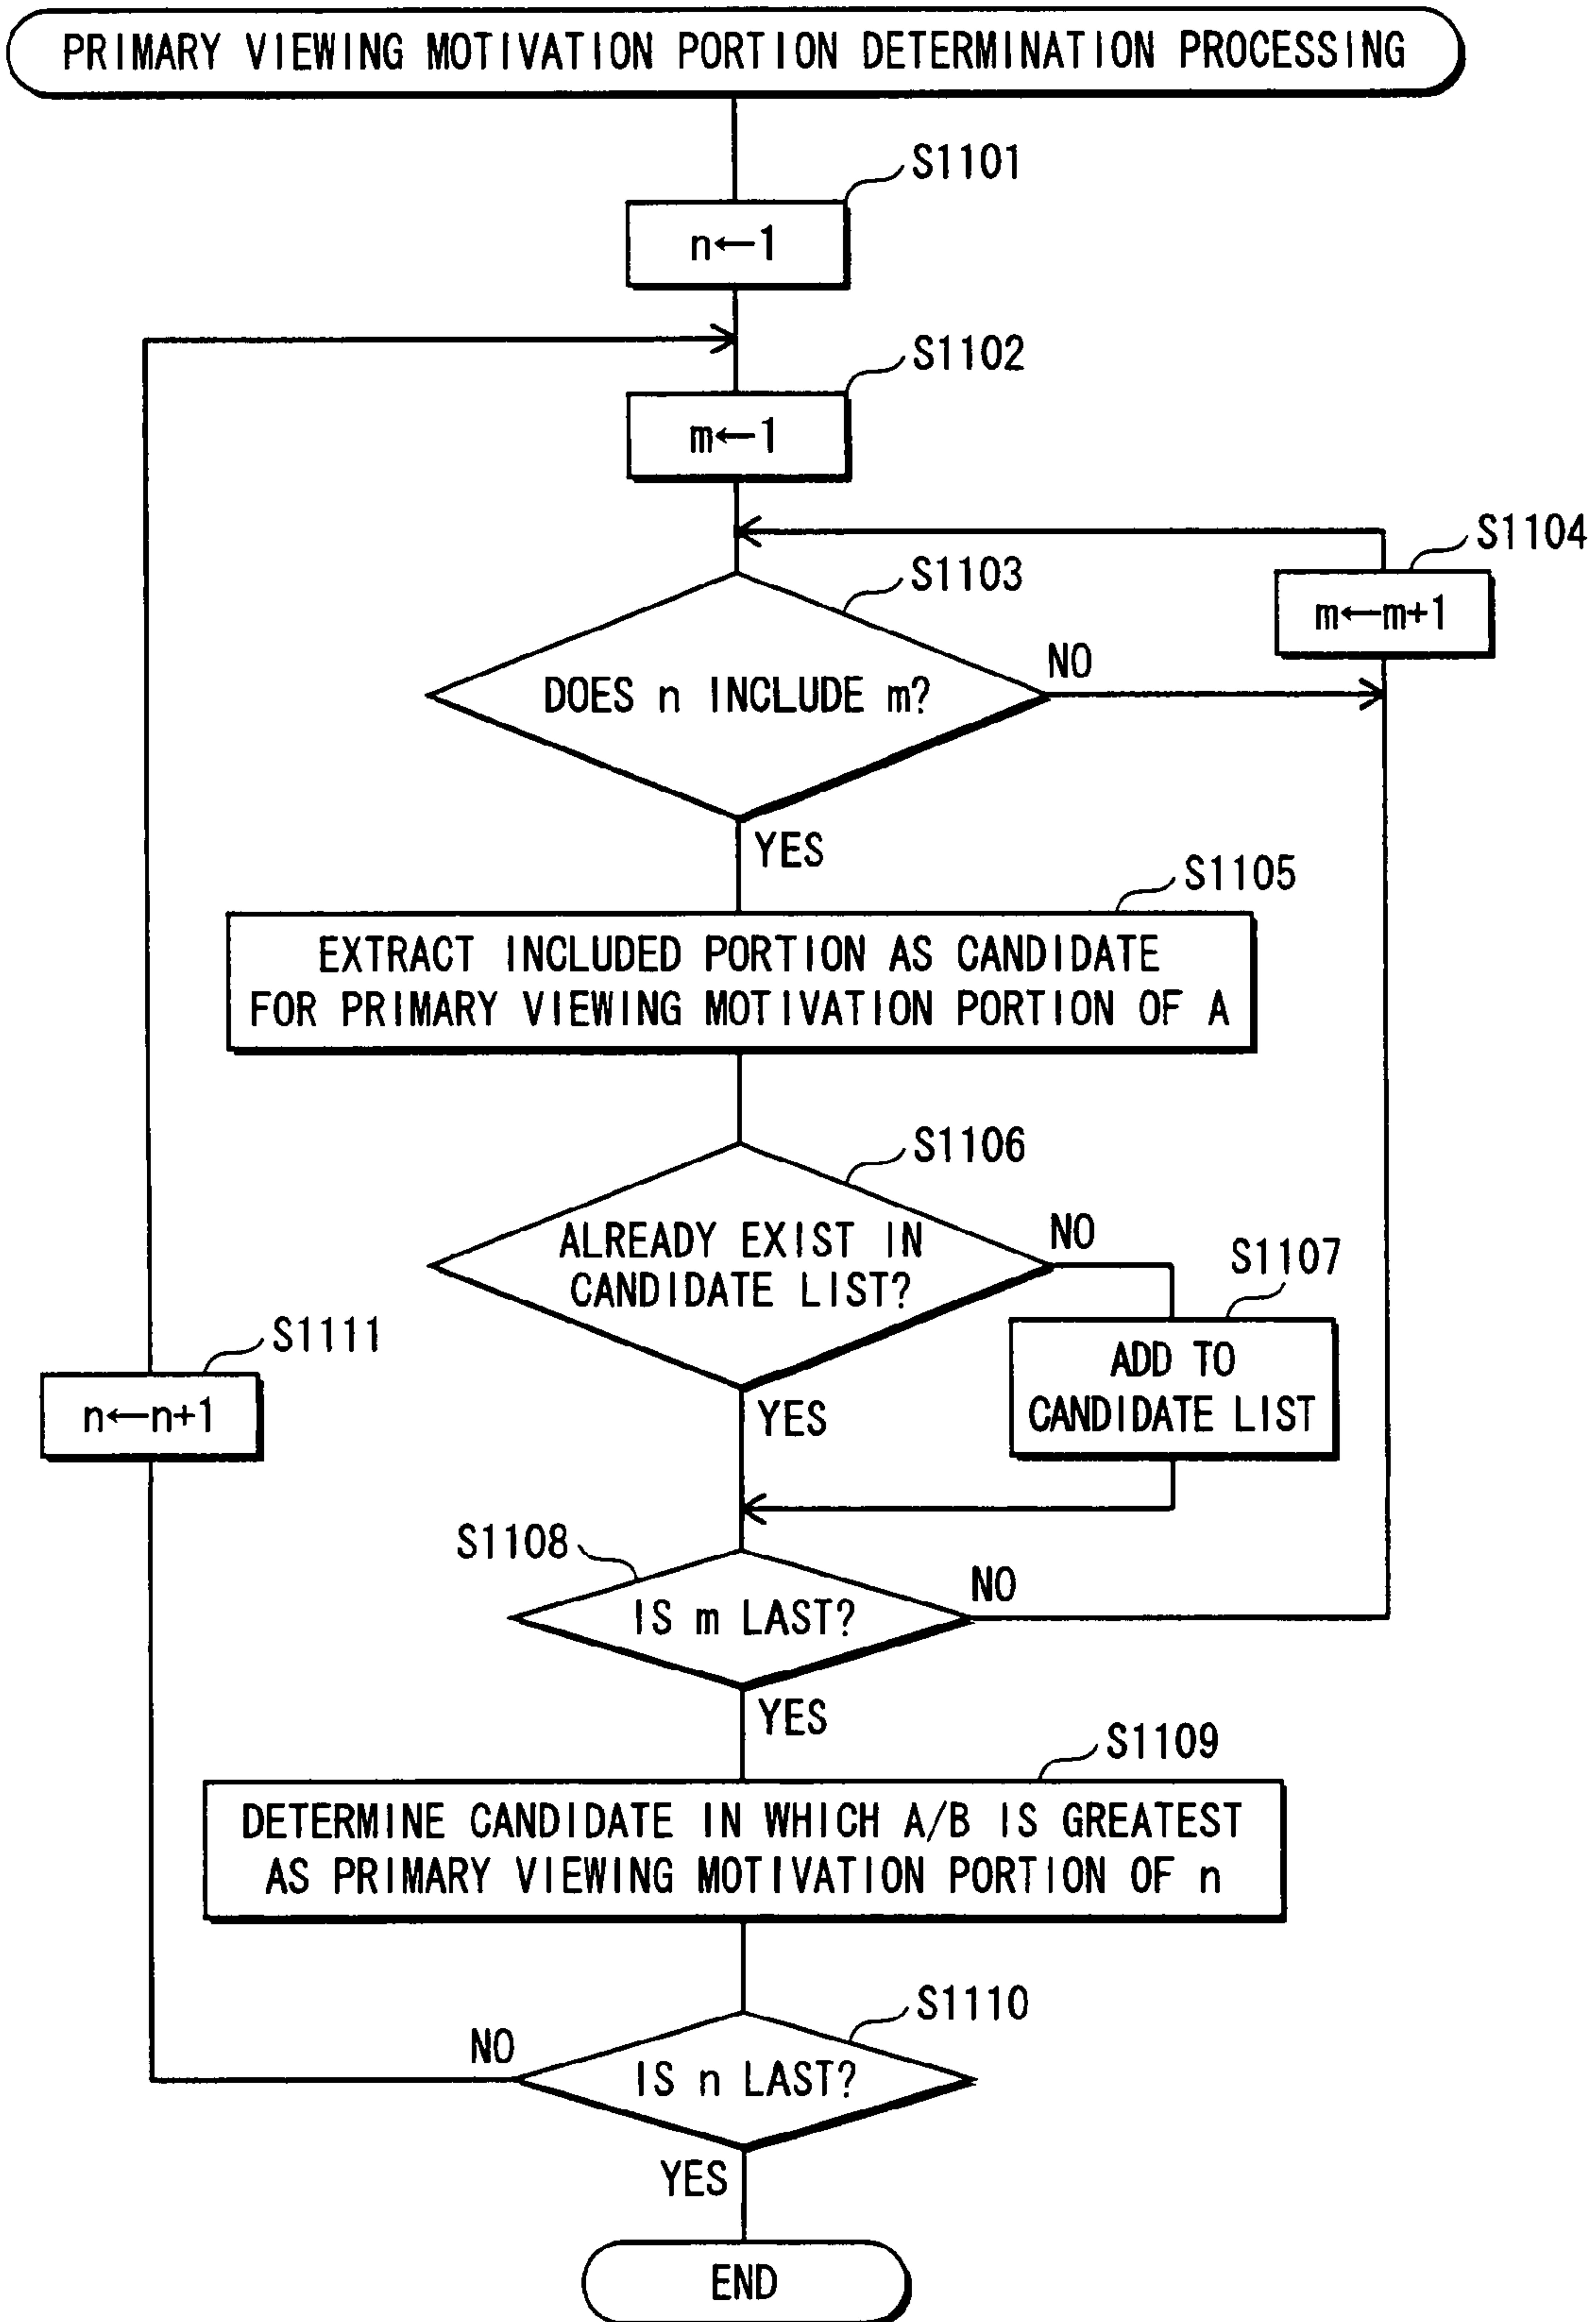 PRIMARY VIEWING MOTIVATION PORTION DETERMINATION PROCESSING
S1101
n←1
S1102
m←1
S1104
m←m+1
S1103
DOES n INCLUDE m?
NO
YES
S1105
EXTRACT INCLUDED PORTION AS CANDIDATE
FOR PRIMARY VIEWING MOTIVATION PORTION OF A
S1106
ALREADY EXIST IN
CANDIDATE LIST?
NO
YES
S1107
ADD TO
CANDIDATE LIST
S1111
n←n+1
S1108
IS m LAST?
NO
YES
S1109
DETERMINE CANDIDATE IN WHICH A/B IS GREATEST
AS PRIMARY VIEWING MOTIVATION PORTION OF n
S1110
IS n LAST?
NO
YES
END